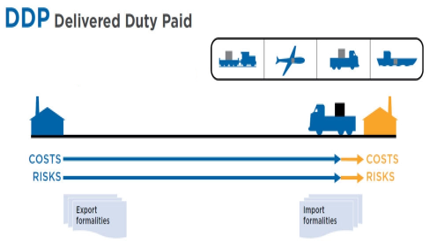 DDP Delivered Duty Paid
COSTS COSTS
RISKS RISKS
Export
formalities
Import
formalities